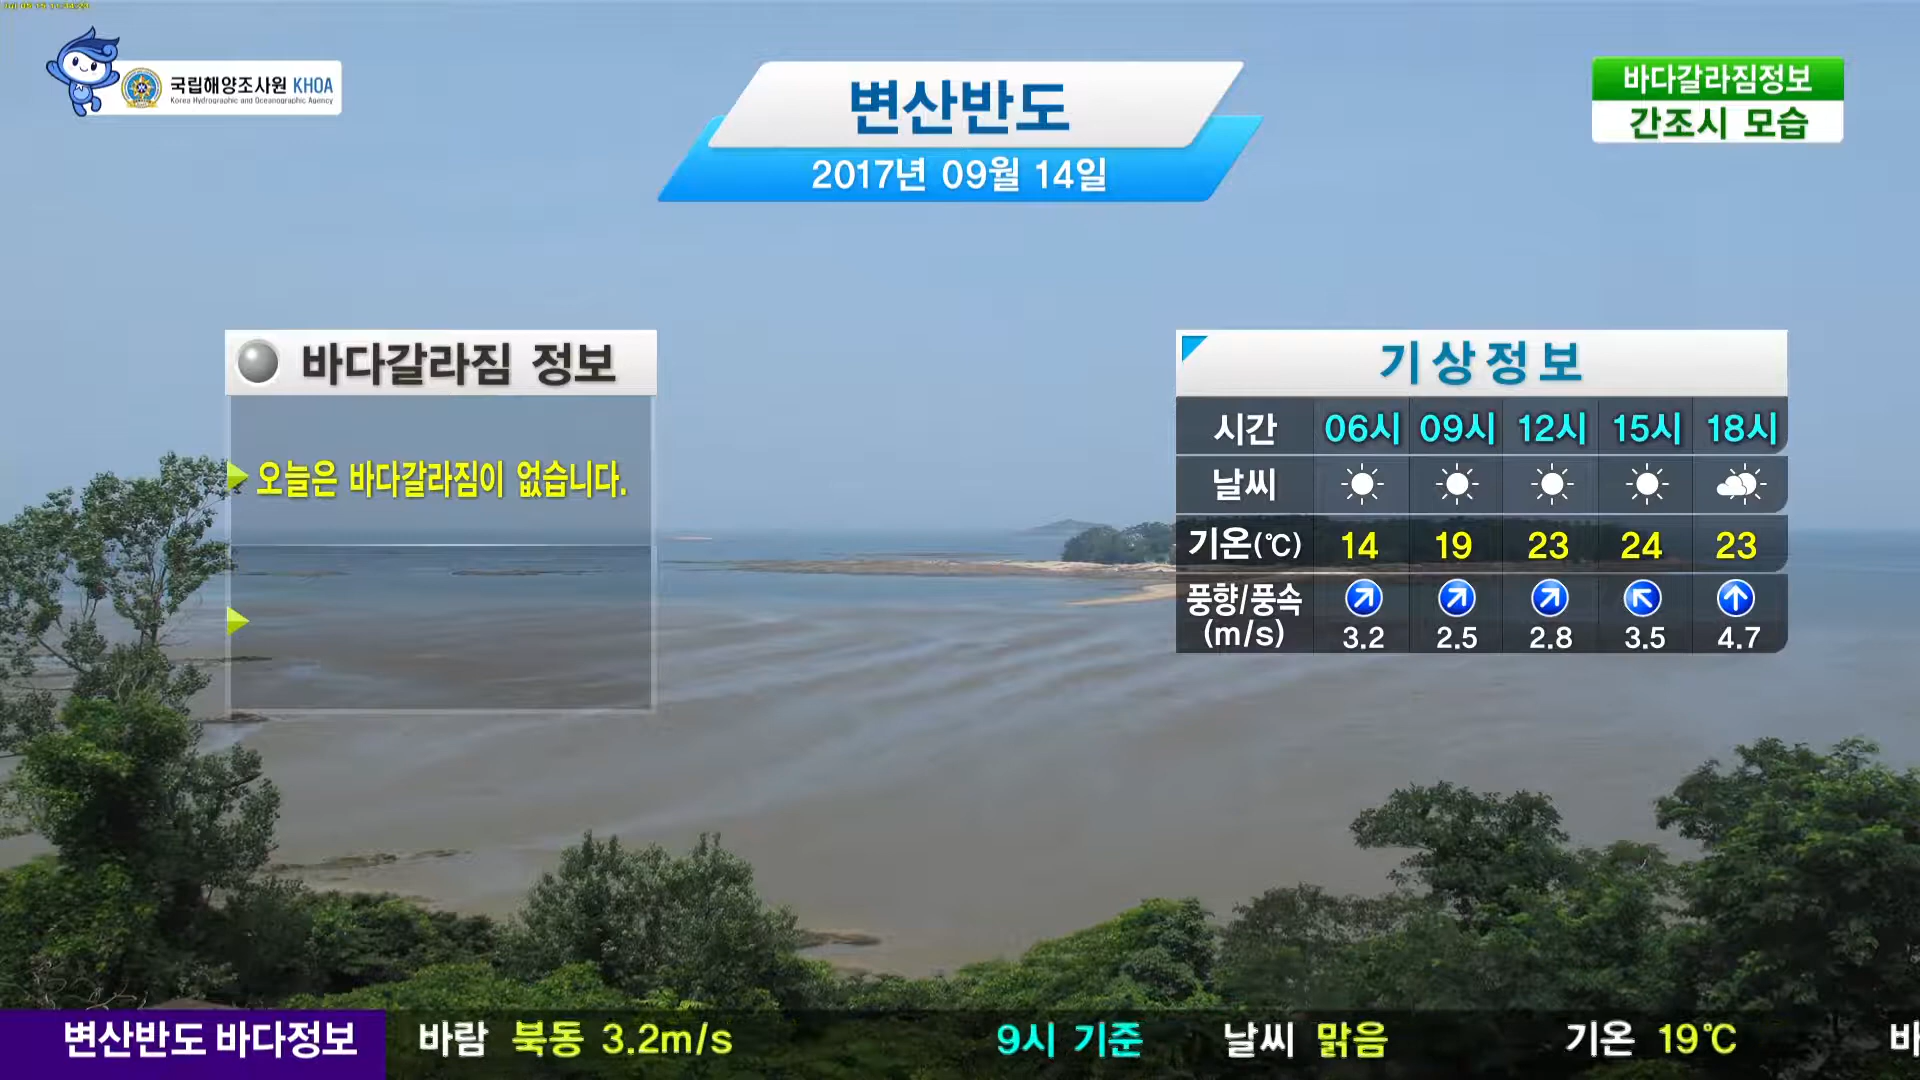 국립해양조사원 KHOA
Korea Hydrographic and Oceanographic Agency
변산반도
2017년 09월 14일
바다갈라짐정보
간조시 모습
바다갈라짐 정보
오늘은 바다갈라짐이 없습니다.
기상정보
시간 06시 09시 12시 15시 18시
날씨
기온(℃) 14 19 23 24 23
풍향/풍속
(m/s) 3.2 2.5 2.8 3.5 4.7
변산반도 바다정보 바람 북동 3.2m/s 9시 기준 날씨 맑음 기온 19℃ 바